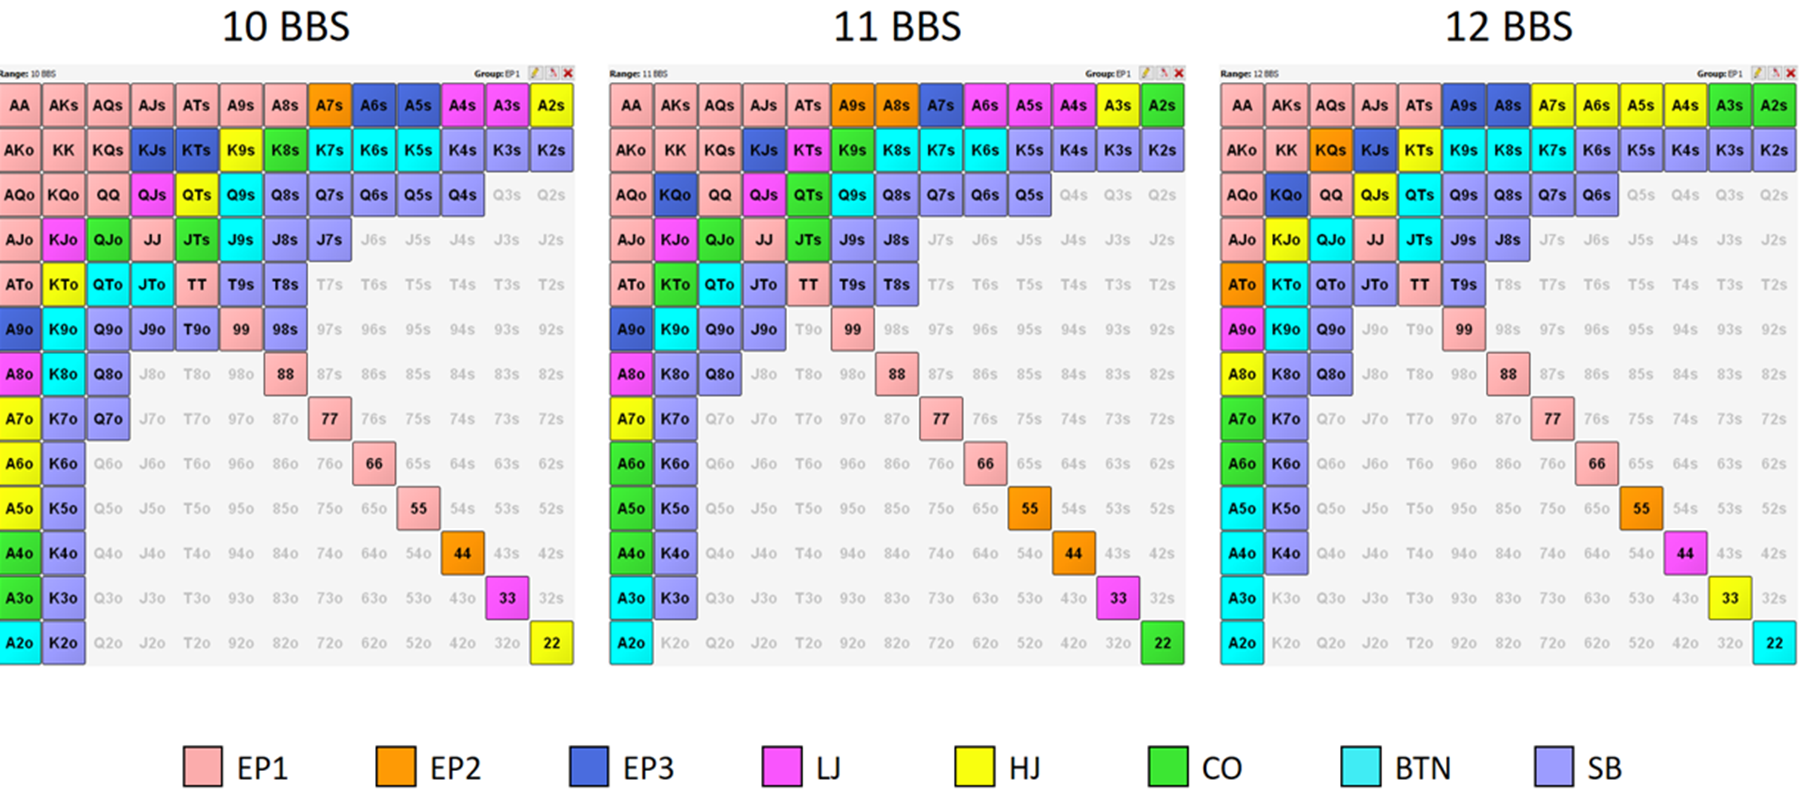 10 BBS 11 BBS 12 BBS
Range: 10 BBS Group: EP1 Range: 11 BBS Group: EP1 Range: 12 BBS Group: EP1
AA AKs AQs AJs ATs A9s A8s A7s A6s A5s A4s A3s A2s AA AKs AQs AJs ATs A9s A8s A7s A6s A5s A4s A3s A2s AA AKs AQs AJs ATs A9s A8s A7s A6s A5s A4s A3s A2s
AKo KK KQs KJs KTs K9s K8s K7s K6s K5s K4s K3s K2s AKo KK KQs KJs KTs K9s K8s K7s K6s K5s K4s K3s K2s AKo KK KQs KJs KTs K9s K8s K7s K6s K5s K4s K3s K2s
AQo KQo QQ QJs QTs Q9s Q8s Q7s Q6s Q5s Q4s Q3s Q2s AQo KQo QQ QJs QTs Q9s Q8s Q7s Q6s Q5s Q4s Q3s Q2s AQo KQo QQ QJs QTs Q9s Q8s Q7s Q6s Q5s Q4s Q3s Q2s
AJo KJo QJo JJ JTs J9s J8s J7s J6s J5s J4s J3s J2s AJo KJo QJo JJ JTs J9s J8s J7s J6s J5s J4s J3s J2s AJo KJo QJo JJ JTs J9s J8s J7s J6s J5s J4s J3s J2s
ATo KTo QTo JTo TT T9s T8s T7s T6s T5s T4s T3s T2s ATo KTo QTo JTo TT T9s T8s T7s T6s T5s T4s T3s T2s ATo KTo QTo JTo TT T9s T8s T7s T6s T5s T4s T3s T2s
A9o K9o Q9o J9o T9o 99 98s 97s 96s 95s 94s 93s 92s A9o K9o Q9o J9o T9o 99 98s 97s 96s 95s 94s 93s 92s A9o K9o Q9o J9o T9o 99 98s 97s 96s 95s 94s 93s 92s
A8o K8o Q8o J8o T8o 98o 88 87s 86s 85s 84s 83s 82s A8o K8o Q8o J8o T8o 98o 88 87s 86s 85s 84s 83s 82s A8o K8o Q8o J8o T8o 98o 88 87s 86s 85s 84s 83s 82s
A7o K7o Q7o J7o T7o 97o 87o 77 76s 75s 74s 73s 72s A7o K7o Q7o J7o T7o 97o 87o 77 76s 75s 74s 73s 72s A7o K7o Q7o J7o T7o 97o 87o 77 76s 75s 74s 73s 72s
A6o K6o Q6o J6o T6o 96o 86o 76o 66 65s 64s 63s 62s A6o K6o Q6o J6o T6o 96o 86o 76o 66 65s 64s 63s 62s A6o K6o Q6o J6o T6o 96o 86o 76o 66 65s 64s 63s 62s
A5o K5o Q5o J5o T5o 95o 85o 75o 65o 55 54s 53s 52s A5o K5o Q5o J5o T5o 95o 85o 75o 65o 55 54s 53s 52s A5o K5o Q5o J5o T5o 95o 85o 75o 65o 55 54s 53s 52s
A4o K4o Q4o J4o T4o 94o 84o 74o 64o 54o 44 43s 42s A4o K4o Q4o J4o T4o 94o 84o 74o 64o 54o 44 43s 42s A4o K4o Q4o J4o T4o 94o 84o 74o 64o 54o 44 43s 42s
A3o K3o Q3o J3o T3o 93o 83o 73o 63o 53o 43o 33 32s A3o K3o Q3o J3o T3o 93o 83o 73o 63o 53o 43o 33 32s A3o K3o Q3o J3o T3o 93o 83o 73o 63o 53o 43o 33 32s
A2o K2o Q2o J2o T2o 92o 82o 72o 62o 52o 42o 32o 22 A2o K2o Q2o J2o T2o 92o 82o 72o 62o 52o 42o 32o 22 A2o K2o Q2o J2o T2o 92o 82o 72o 62o 52o 42o 32o 22
EP1 EP2 EP3 LJ HJ CO BTN SB